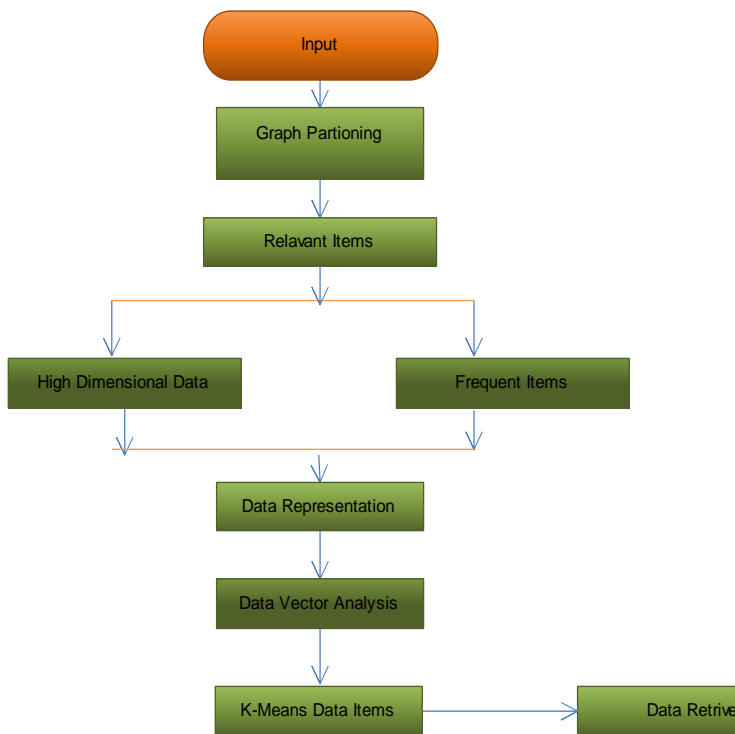 Input
Graph Partioning
Relavant Items
High Dimensional Data
Frequent Items
Data Representation
Data Vector Analysis
K-Means Data Items
Data Retrive